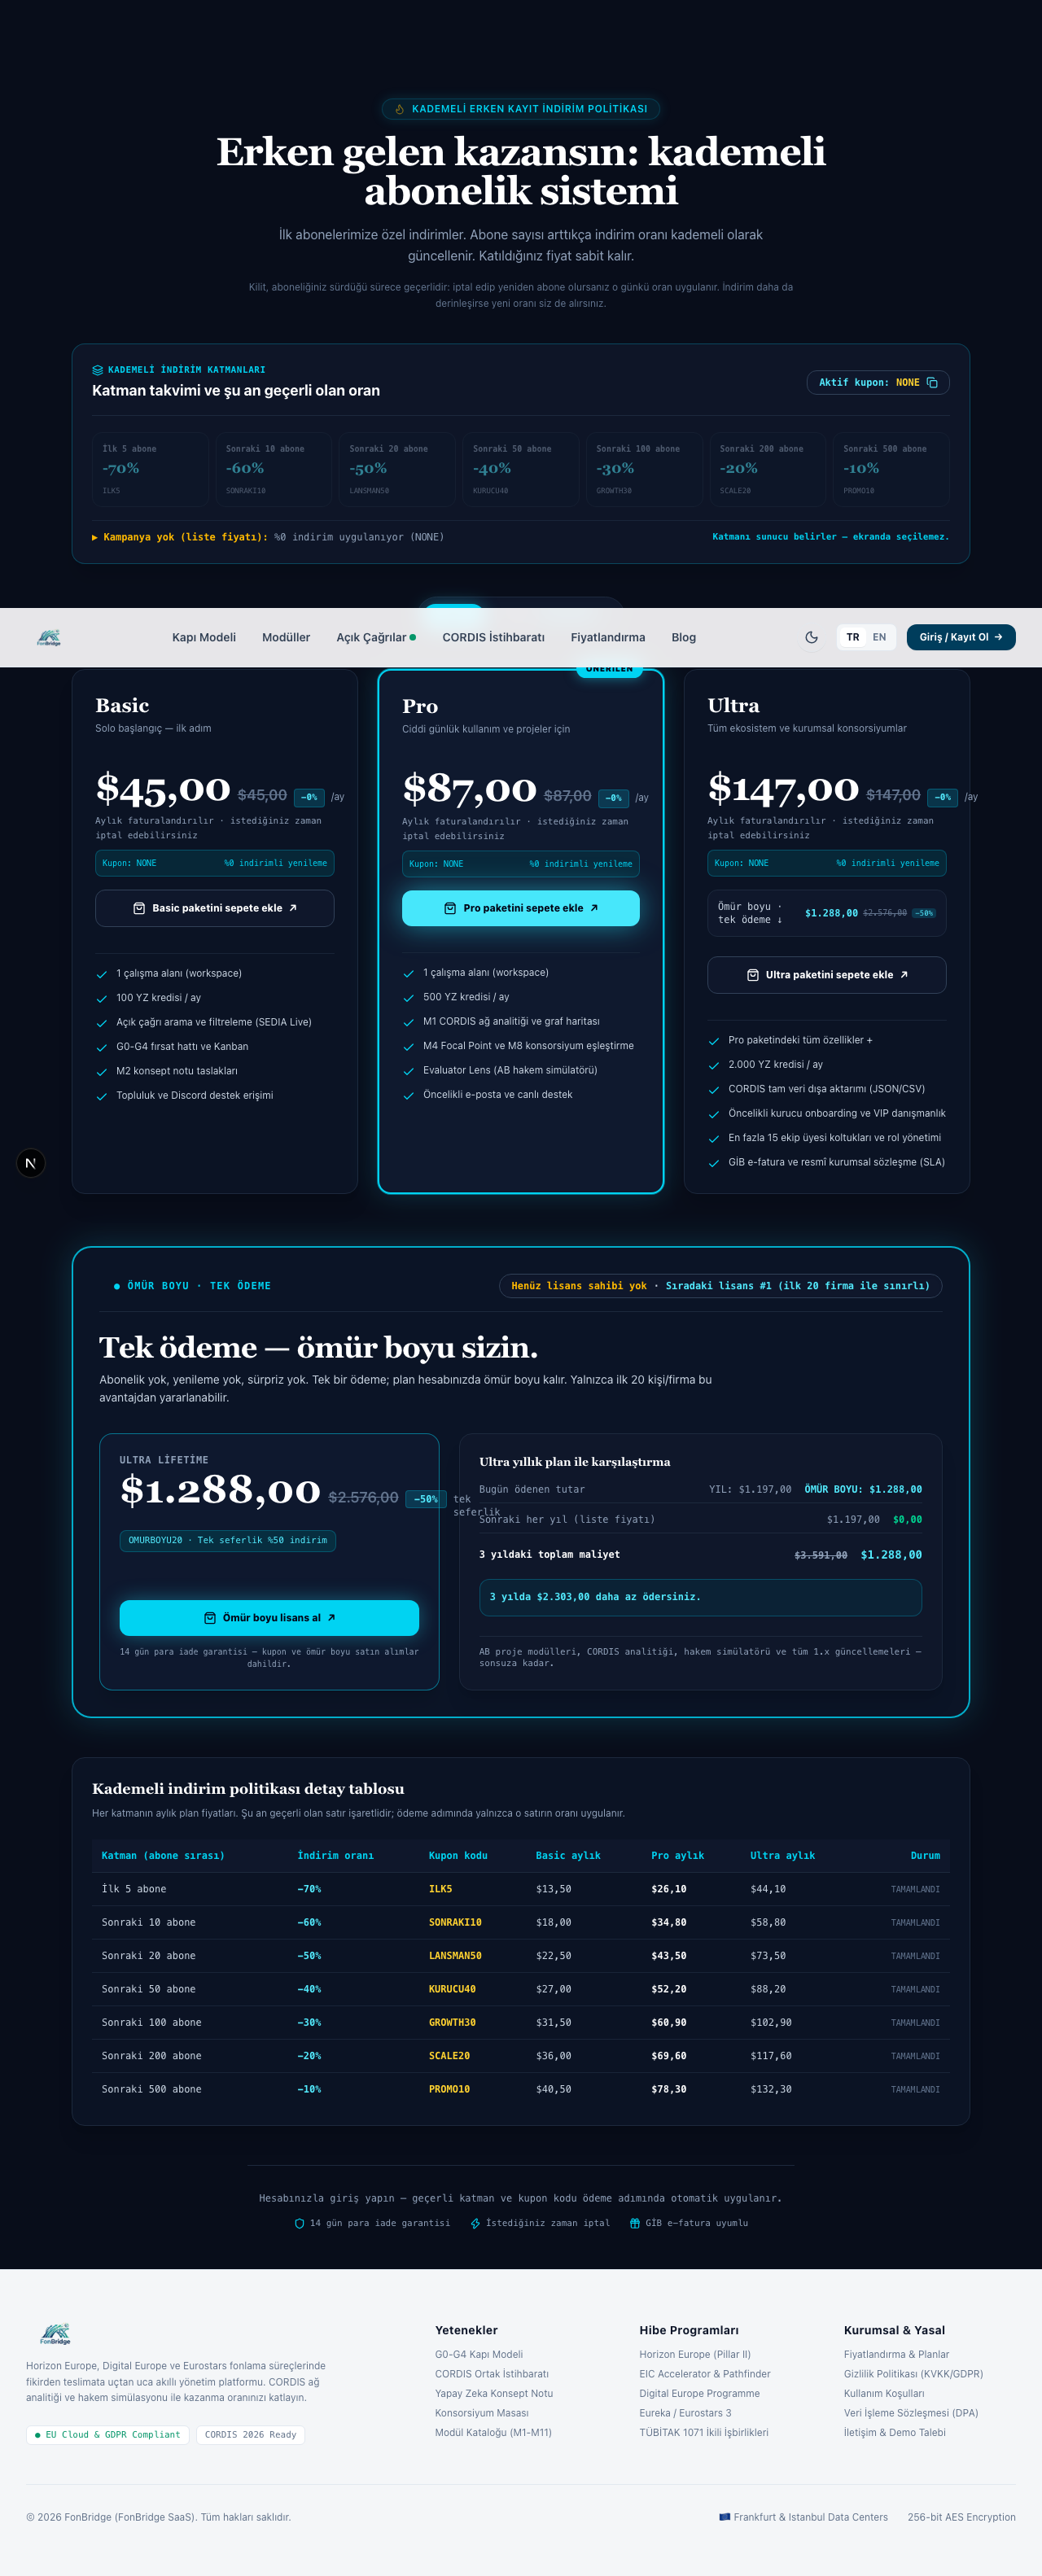 KADEMELİ ERKEN KAYIT İNDİRİM POLİTİKASI
Erken gelen kazansın: kademeli
abonelik sistemi
İlk abonelerimize özel indirimler. Abone sayısı arttıkça indirim oranı kademeli olarak
güncellenir. Katıldığınız fiyat sabit kalır.
Kilit, aboneliğiniz sürdüğü sürece geçerlidir: iptal edip yeniden abone olursanız o günkü oran uygulanır. İndirim daha da
derinleşirse yeni oranı siz de alırsınız.
KADEMELİ İNDİRİM KATMANLARI
Katman takvimi ve şu an geçerli olan oran
Aktif kupon: NONE
İlk 5 abone
-70%
ILK5
Sonraki 10 abone
-60%
SONRAKI10
Sonraki 20 abone
-50%
LANSMAN50
Sonraki 50 abone
-40%
KURUCU40
Sonraki 100 abone
-30%
GROWTH30
Sonraki 200 abone
-20%
SCALE20
Sonraki 500 abone
-10%
PROMO10
▶ Kampanya yok (liste fiyatı): %0 indirim uygulanıyor (NONE)
Katmanı sunucu belirler — ekranda seçilemez.
FonBridge
Kapı Modeli
Modüller
Açık Çağrılar
CORDIS İstihbaratı
Fiyatlandırma
Blog
TR EN
Giriş / Kayıt Ol →
ÖNERİLEN
Basic
Solo başlangıç — ilk adım
$45,00 $45,00 −0% /ay
Aylık faturalandırılır · istediğiniz zaman
iptal edebilirsiniz
Kupon: NONE %0 indirimli yenileme
Basic paketini sepete ekle ↗
1 çalışma alanı (workspace)
100 YZ kredisi / ay
Açık çağrı arama ve filtreleme (SEDIA Live)
G0-G4 fırsat hattı ve Kanban
M2 konsept notu taslakları
Topluluk ve Discord destek erişimi
Pro
Ciddi günlük kullanım ve projeler için
$87,00 $87,00 −0% /ay
Aylık faturalandırılır · istediğiniz zaman
iptal edebilirsiniz
Kupon: NONE %0 indirimli yenileme
Pro paketini sepete ekle ↗
1 çalışma alanı (workspace)
500 YZ kredisi / ay
M1 CORDIS ağ analitiği ve graf haritası
M4 Focal Point ve M8 konsorsiyum eşleştirme
Evaluator Lens (AB hakem simülatörü)
Öncelikli e-posta ve canlı destek
Ultra
Tüm ekosistem ve kurumsal konsorsiyumlar
$147,00 $147,00 −0% /ay
Aylık faturalandırılır · istediğiniz zaman
iptal edebilirsiniz
Kupon: NONE %0 indirimli yenileme
Ömür boyu ·
tek ödeme ↓
$1.288,00 $2.576,00 −50%
Ultra paketini sepete ekle ↗
Pro paketindeki tüm özellikler +
2.000 YZ kredisi / ay
CORDIS tam veri dışa aktarımı (JSON/CSV)
Öncelikli kurucu onboarding ve VIP danışmanlık
En fazla 15 ekip üyesi koltukları ve rol yönetimi
GİB e-fatura ve resmî kurumsal sözleşme (SLA)
N
● ÖMÜR BOYU · TEK ÖDEME
Henüz lisans sahibi yok · Sıradaki lisans #1 (ilk 20 firma ile sınırlı)
Tek ödeme — ömür boyu sizin.
Abonelik yok, yenileme yok, sürpriz yok. Tek bir ödeme; plan hesabınızda ömür boyu kalır. Yalnızca ilk 20 kişi/firma bu
avantajdan yararlanabilir.
ULTRA LİFETİME
$1.288,00 $2.576,00 −50% tek
seferlik
OMURBOYU20 · Tek seferlik %50 indirim
Ömür boyu lisans al ↗
14 gün para iade garantisi — kupon ve ömür boyu satın alımlar
dahildir.
Ultra yıllık plan ile karşılaştırma
Bugün ödenen tutar YIL: $1.197,00 ÖMÜR BOYU: $1.288,00
Sonraki her yıl (liste fiyatı) $1.197,00 $0,00
3 yıldaki toplam maliyet $3.591,00 $1.288,00
3 yılda $2.303,00 daha az ödersiniz.
AB proje modülleri, CORDIS analitiği, hakem simülatörü ve tüm 1.x güncellemeleri —
sonsuza kadar.
Kademeli indirim politikası detay tablosu
Her katmanın aylık plan fiyatları. Şu an geçerli olan satır işaretlidir; ödeme adımında yalnızca o satırın oranı uygulanır.
Katman (abone sırası) İndirim oranı Kupon kodu Basic aylık Pro aylık Ultra aylık Durum
İlk 5 abone −70% ILK5 $13,50 $26,10 $44,10 TAMAMLANDI
Sonraki 10 abone −60% SONRAKI10 $18,00 $34,80 $58,80 TAMAMLANDI
Sonraki 20 abone −50% LANSMAN50 $22,50 $43,50 $73,50 TAMAMLANDI
Sonraki 50 abone −40% KURUCU40 $27,00 $52,20 $88,20 TAMAMLANDI
Sonraki 100 abone −30% GROWTH30 $31,50 $60,90 $102,90 TAMAMLANDI
Sonraki 200 abone −20% SCALE20 $36,00 $69,60 $117,60 TAMAMLANDI
Sonraki 500 abone −10% PROMO10 $40,50 $78,30 $132,30 TAMAMLANDI
Hesabınızla giriş yapın — geçerli katman ve kupon kodu ödeme adımında otomatik uygulanır.
14 gün para iade garantisi
İstediğiniz zaman iptal
GİB e-fatura uyumlu
FonBridge
Horizon Europe, Digital Europe ve Eurostars fonlama süreçlerinde
fikirden teslimata uçtan uca akıllı yönetim platformu. CORDIS ağ
analitiği ve hakem simülasyonu ile kazanma oranınızı katlayın.
● EU Cloud & GDPR Compliant
CORDIS 2026 Ready
Yetenekler
G0-G4 Kapı Modeli
CORDIS Ortak İstihbaratı
Yapay Zeka Konsept Notu
Konsorsiyum Masası
Modül Kataloğu (M1-M11)
Hibe Programları
Horizon Europe (Pillar II)
EIC Accelerator & Pathfinder
Digital Europe Programme
Eureka / Eurostars 3
TÜBİTAK 1071 İkili İşbirlikleri
Kurumsal & Yasal
Fiyatlandırma & Planlar
Gizlilik Politikası (KVKK/GDPR)
Kullanım Koşulları
Veri İşleme Sözleşmesi (DPA)
İletişim & Demo Talebi
© 2026 FonBridge (FonBridge SaaS). Tüm hakları saklıdır.
Frankfurt & Istanbul Data Centers
256-bit AES Encryption